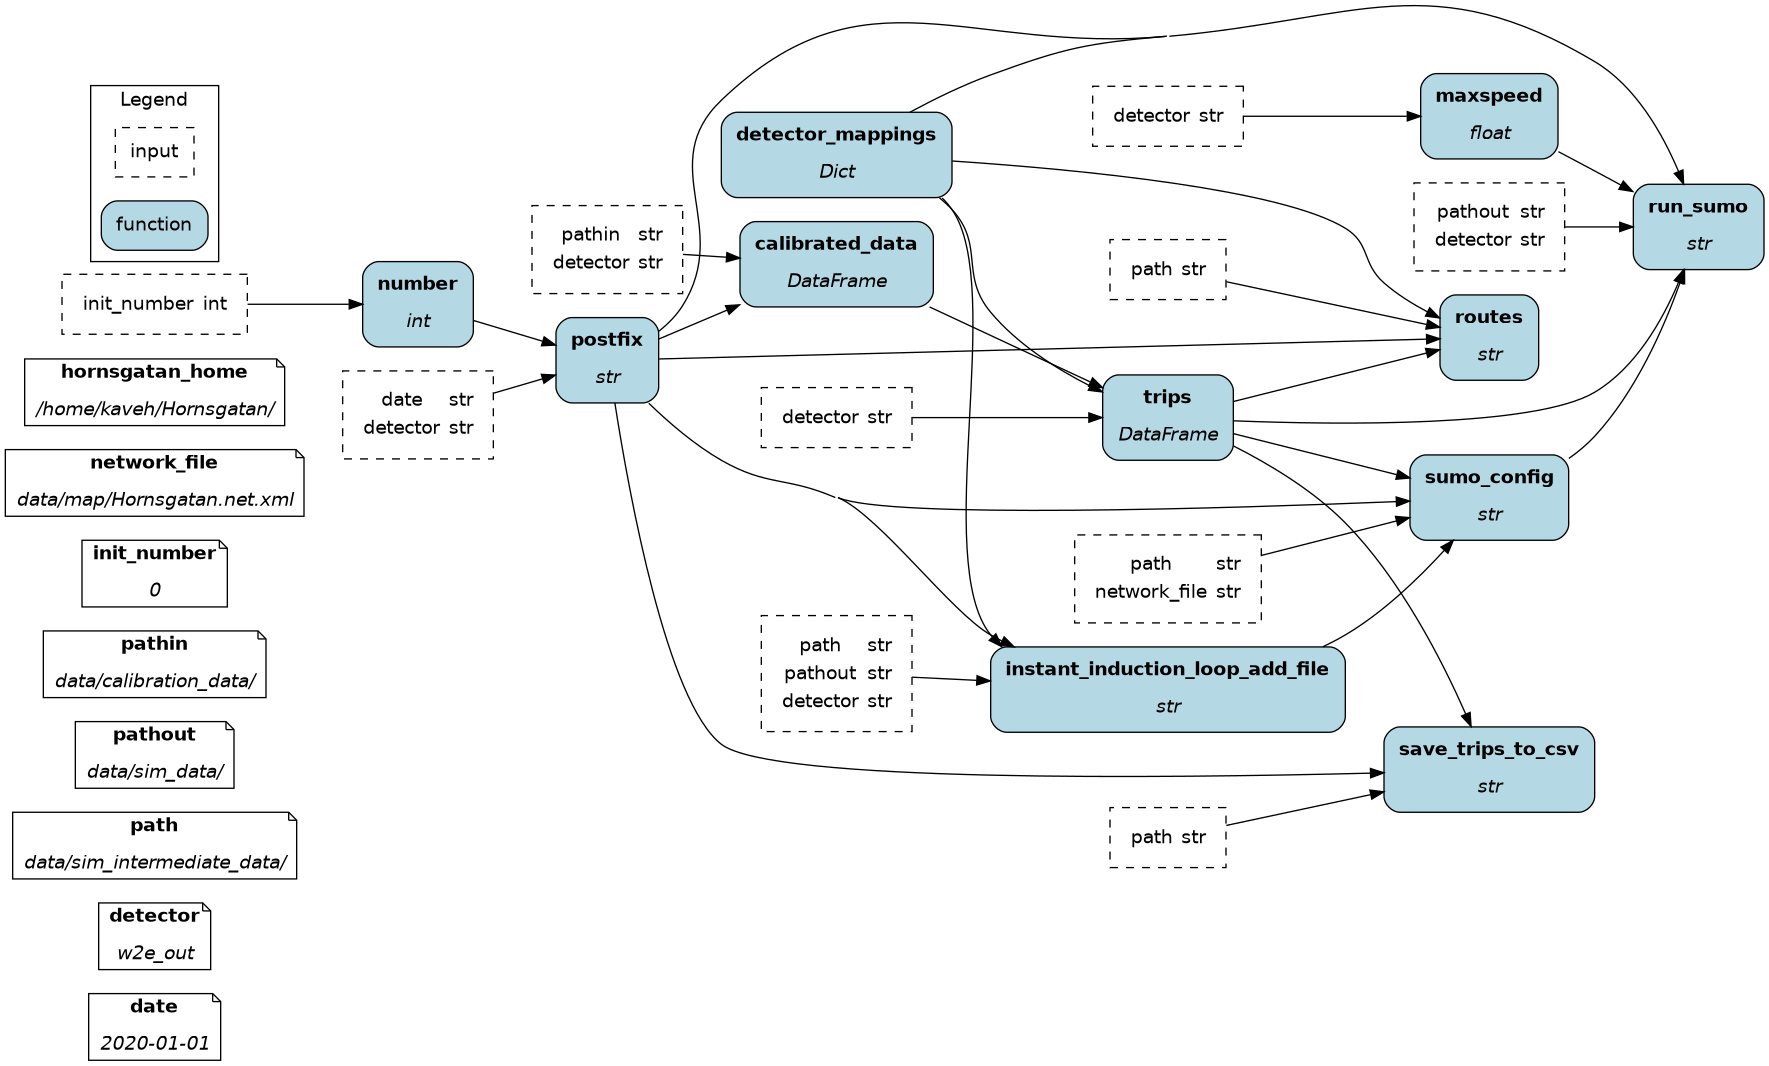 Legend
input
function
init_number int
hornsgatan_home
/home/kaveh/Hornsgatan/
network_file
data/map/Hornsgatan.net.xml
init_number
0
pathin
data/calibration_data/
pathout
data/sim_data/
path
data/sim_intermediate_data/
detector
w2e_out
date
2020-01-01
number
int
date str
detector str
pathin str
detector str
postfix
str
detector_mappings
Dict
calibrated_data
DataFrame
detector str
path str
pathout str
detector str
detector str
path str
trips
DataFrame
path str
network_file str
instant_induction_loop_add_file
str
path str
maxspeed
float
pathout str
detector str
routes
str
sumo_config
str
save_trips_to_csv
str
run_sumo
str